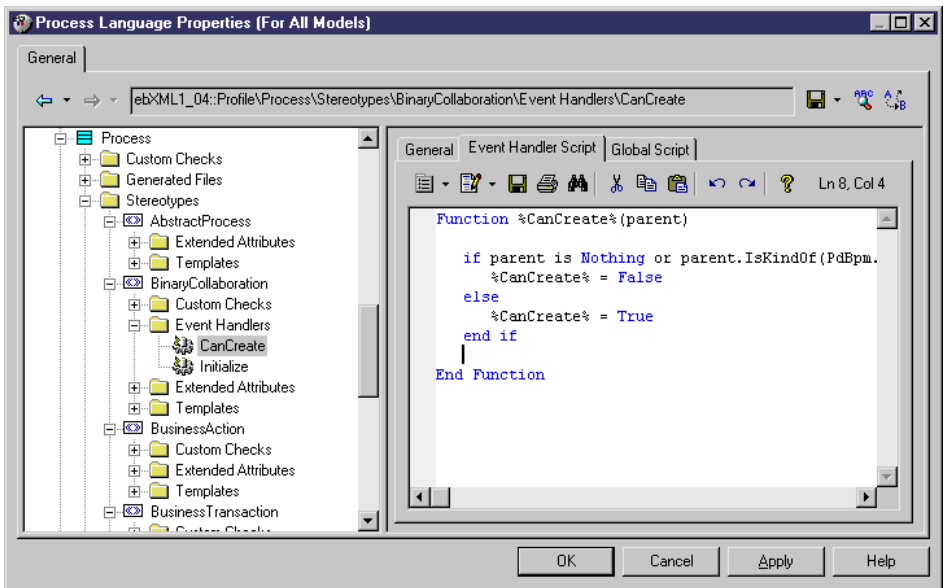 Process Language Properties (For All Models)
General
ebXML1_04::Profile\Process\Stereotypes\BinaryCollaboration\Event Handlers\CanCreate
ABC
A
B
Process
Custom Checks
Generated Files
Stereotypes
AbstractProcess
Extended Attributes
Templates
BinaryCollaboration
Custom Checks
Event Handlers
CanCreate
Initialize
Extended Attributes
Templates
BusinessAction
Custom Checks
Extended Attributes
Templates
BusinessTransaction
Custom Checks
General
Event Handler Script
Global Script
Ln 8, Col 4
Function %CanCreate%(parent)
if parent is Nothing or parent.IsKindOf(PdBpm.
%CanCreate% = False
else
%CanCreate% = True
end if
End Function
OK
Cancel
Apply
Help